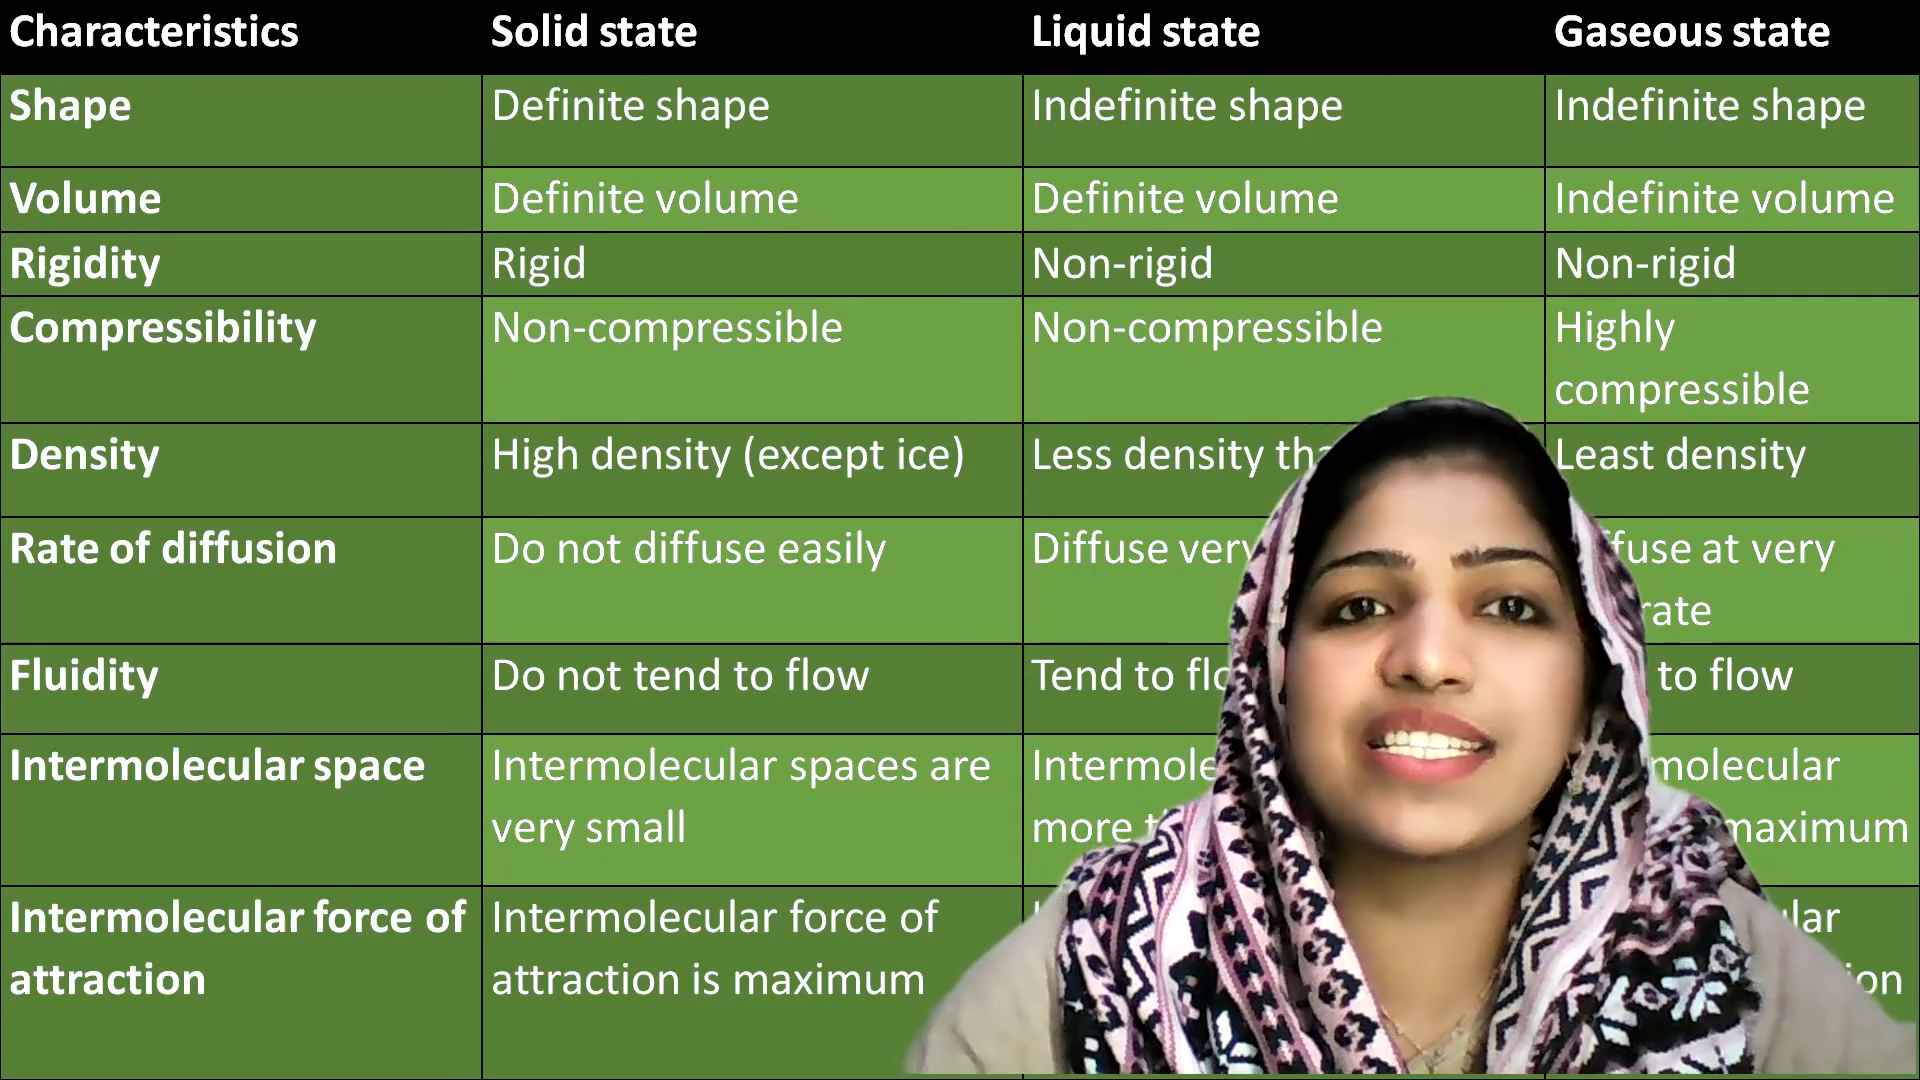 Characteristics Solid state Liquid state Gaseous state
Shape Definite shape Indefinite shape Indefinite shape
Volume Definite volume Definite volume Indefinite volume
Rigidity Rigid Non-rigid Non-rigid
Compressibility Non-compressible Non-compressible Highly
compressible
Density High density (except ice) Less density Least density
Rate of diffusion Do not diffuse easily Diffuse very at very
rate
Fluidity Do not tend to flow Tend to to flow
Intermolecular space Intermolecular spaces are
very small more maximum
Intermolecular force of Intermolecular force of
attraction attraction is maximum